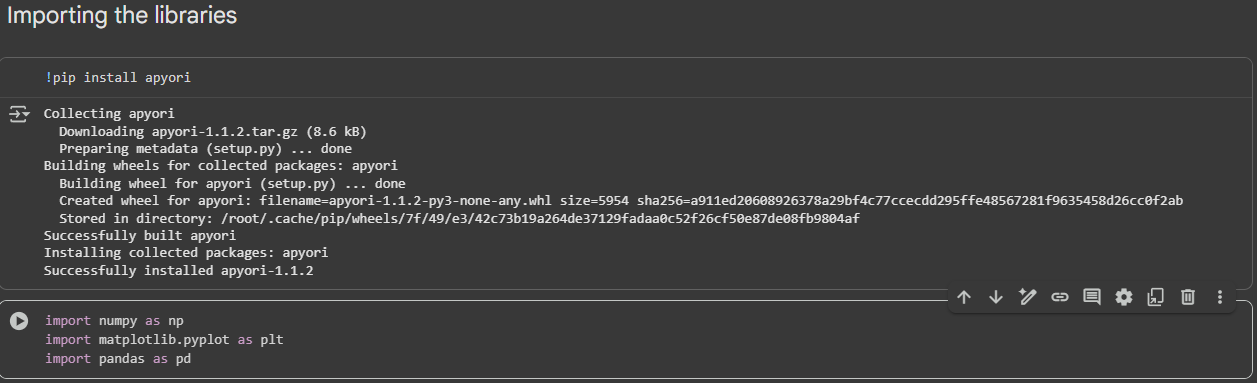 Importing the libraries
!pip install apyori
Collecting apyori
Downloading apyori-1.1.2.tar.gz (8.6 kB)
Preparing metadata (setup.py) ... done
Building wheels for collected packages: apyori
Building wheel for apyori (setup.py) ... done
Created wheel for apyori: filename=apyori-1.1.2-py3-none-any.whl size=5954 sha256=a911ed20608926378a29bf4c77ccecdd295ffe48567281f9635458d26cc0f2ab
Stored in directory: /root/.cache/pip/wheels/7f/49/e3/42c73b19a264de37129fadaa0c52f26cf50e87de08fb9804af
Successfully built apyori
Installing collected packages: apyori
Successfully installed apyori-1.1.2
import numpy as np
import matplotlib.pyplot as plt
import pandas as pd